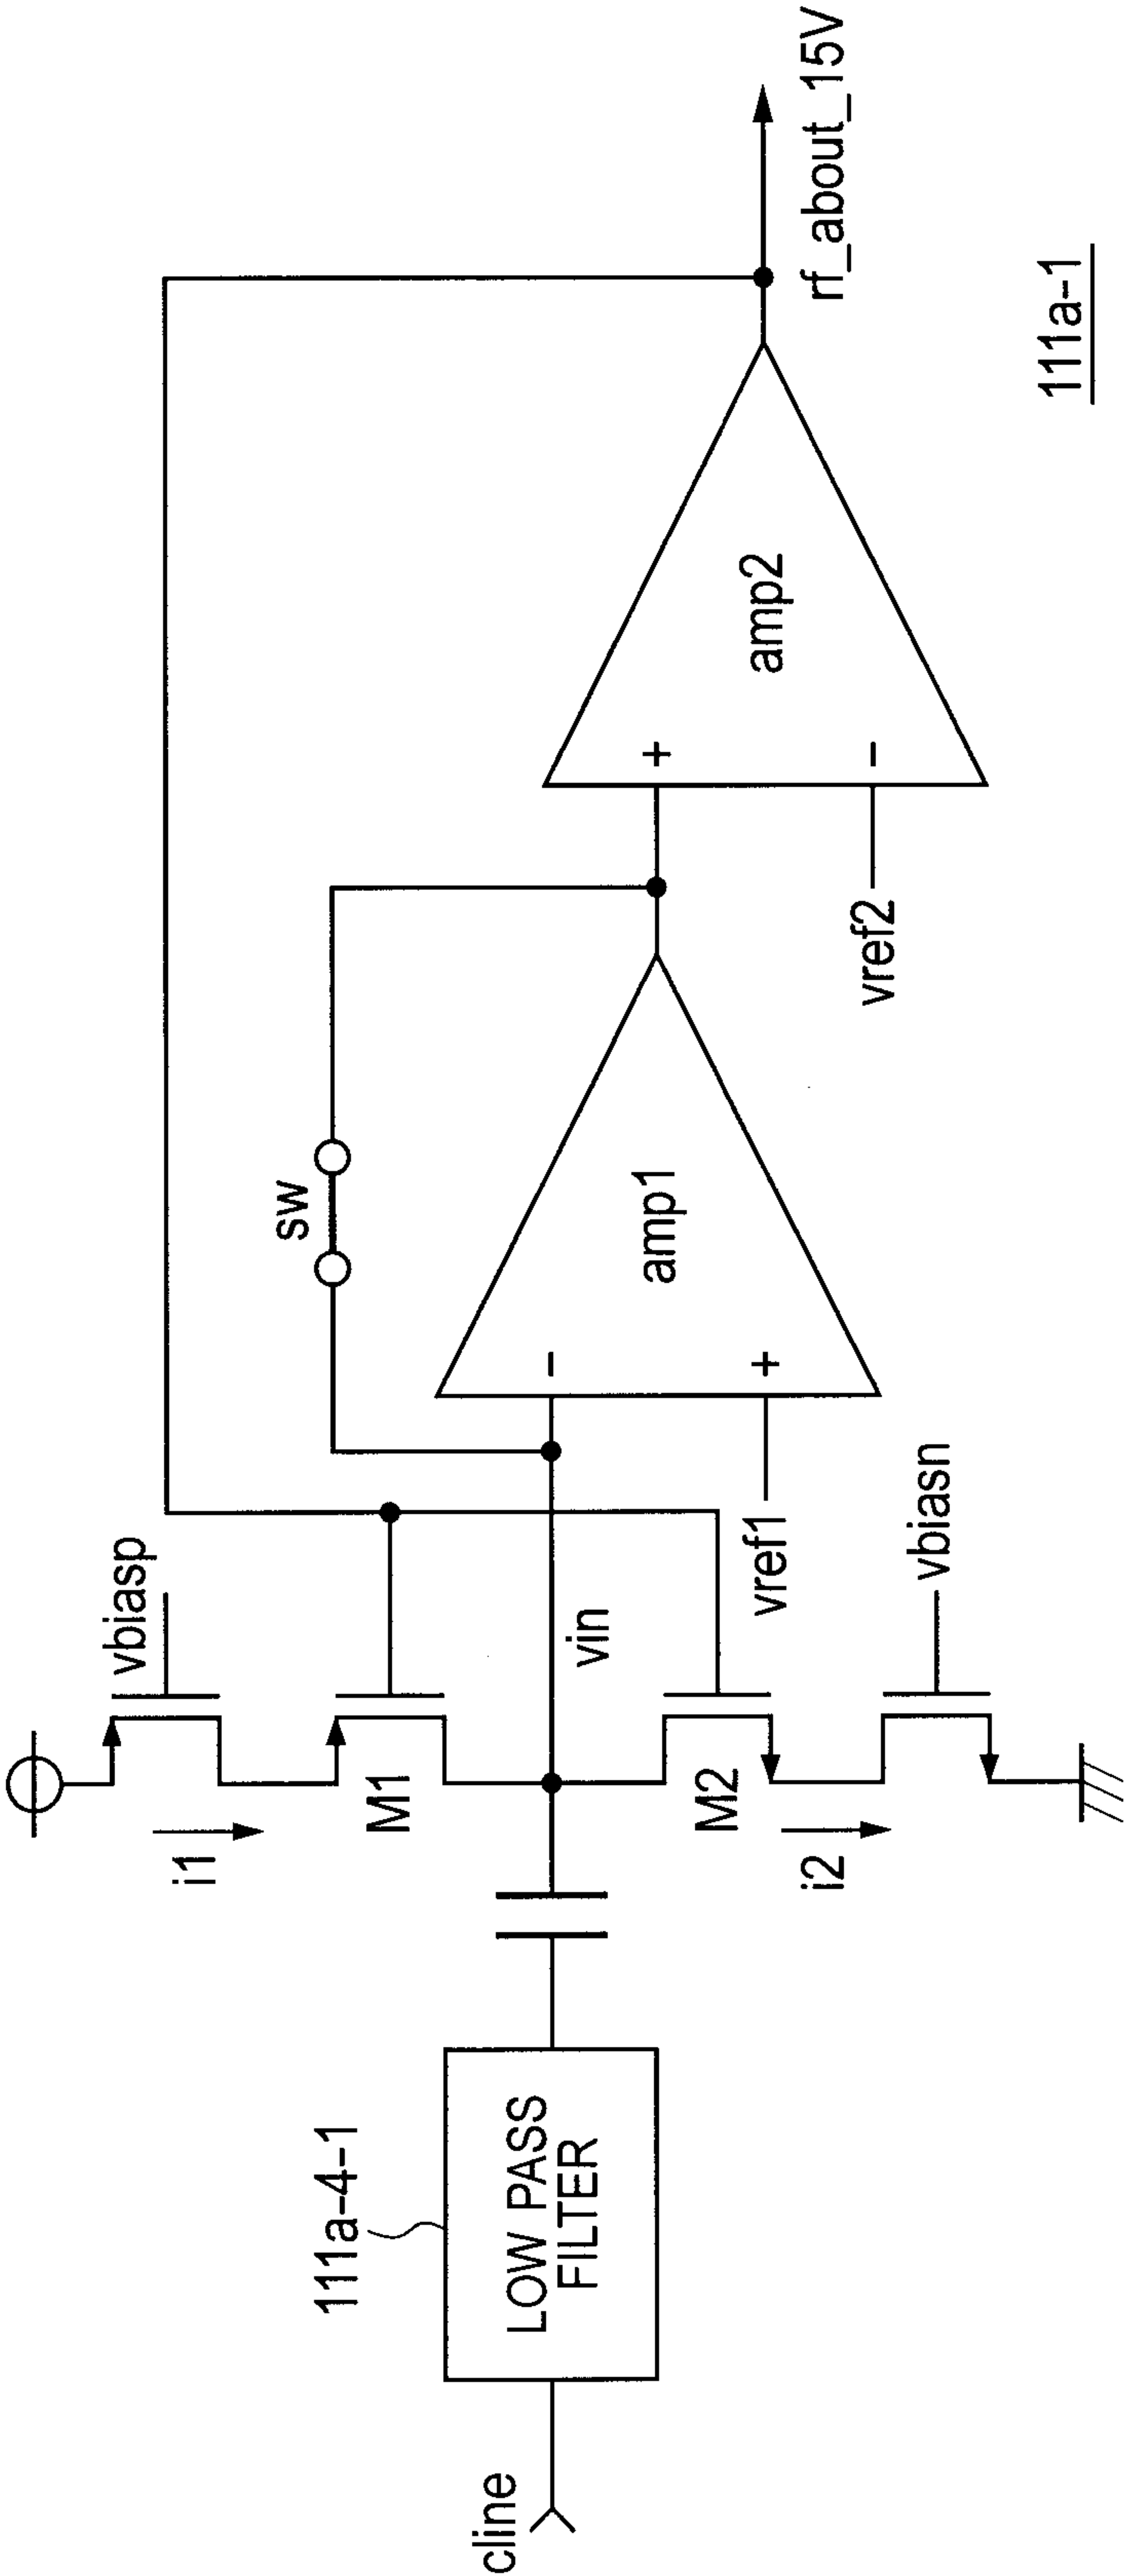 cline
111a-4-1
LOW PASS
FILTER
i1
M1
M2
i2
vbiasp
vin
vref1
vbiasn
sw
-
+
amp1
vref2
+
-
amp2
rf_about_15V
111a-1